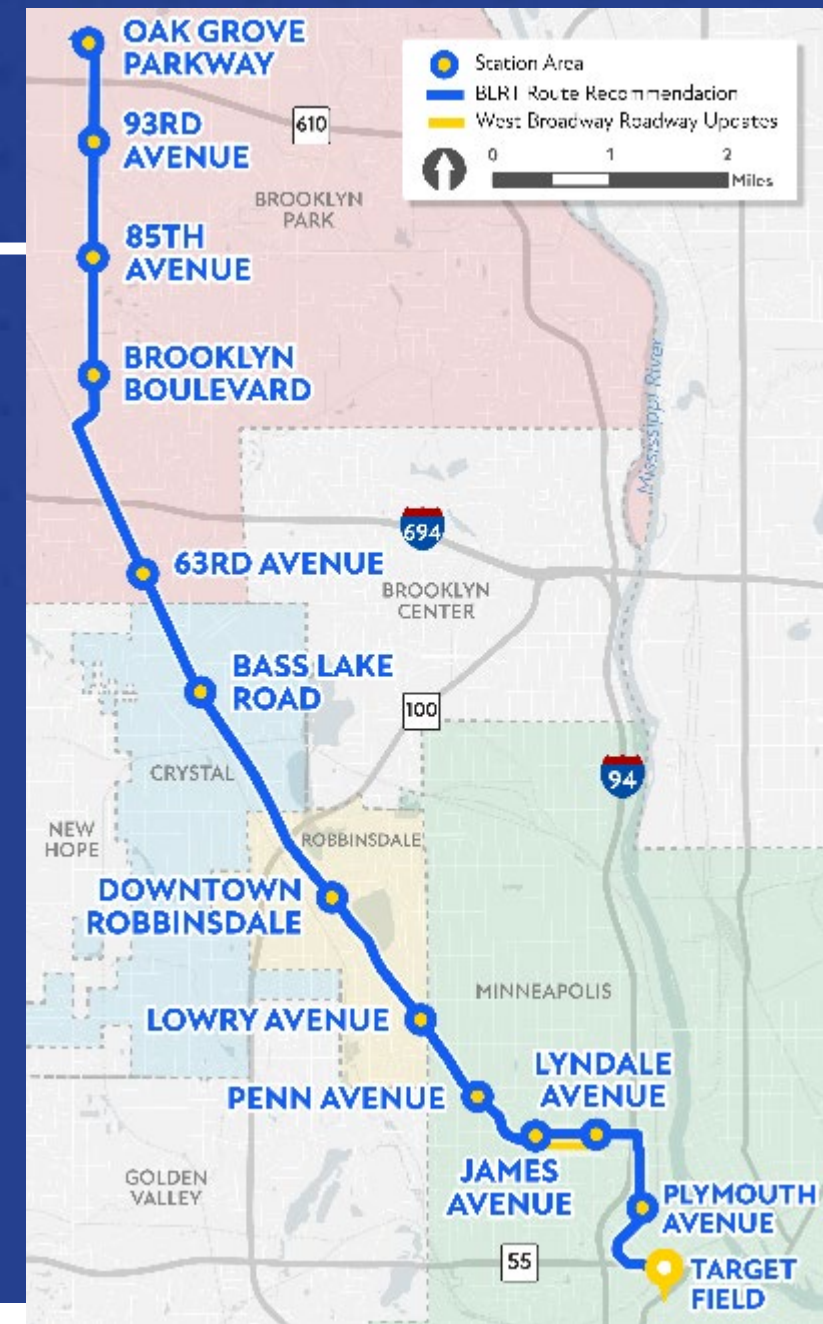 OAK GROVE
PARKWAY
Station Area
BLRT Route Recommendation
West Broadway Roadway Updates
0 1 2
Miles
93RD
AVENUE
610
BROOKLYN
PARK
85TH
AVENUE
BROOKLYN
BOULEVARD
Mississippi River
694
63RD AVENUE
BROOKLYN
CENTER
BASS LAKE
ROAD
100
CRYSTAL
94
NEW
HOPE
ROBBINSDALE
DOWNTOWN
ROBBINSDALE
MINNEAPOLIS
LOWRY AVENUE
LYNDALE
AVENUE
PENN AVENUE
JAMES
AVENUE
GOLDEN
VALLEY
PLYMOUTH
AVENUE
55
TARGET
FIELD